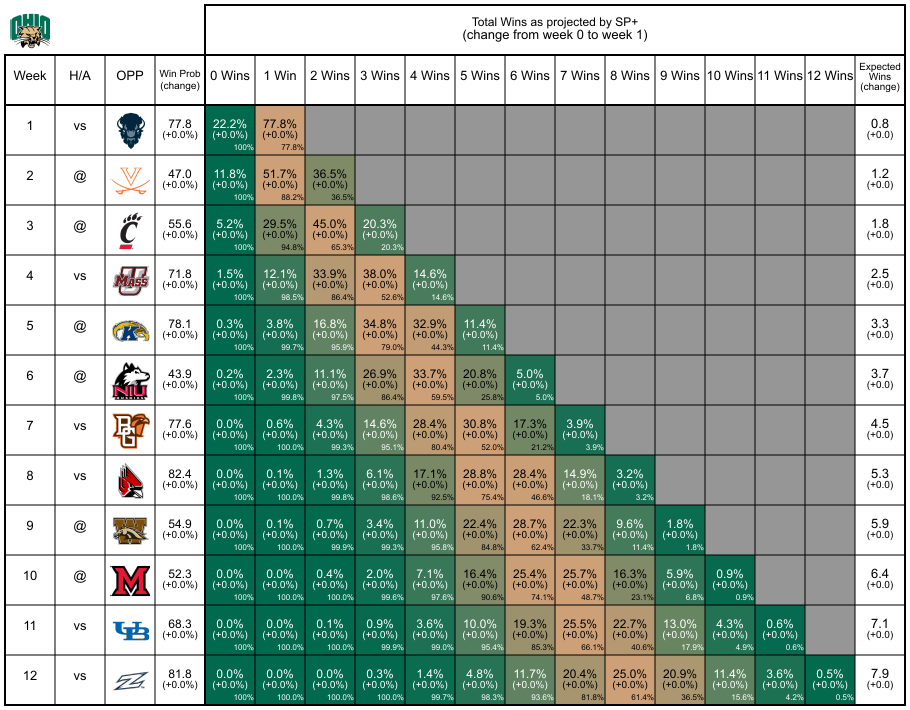 OHIO
Total Wins as projected by SP+
(change from week 0 to week 1)
Week H/A OPP Win Prob (change) 0 Wins 1 Win 2 Wins 3 Wins 4 Wins 5 Wins 6 Wins 7 Wins 8 Wins 9 Wins 10 Wins 11 Wins 12 Wins Expected Wins (change)
1 vs 77.8 22.2% 77.8% 0.8
(+0.0%) (+0.0%) (+0.0%) (+0.0)
100% 77.8%
2 @ 47.0 11.8% 51.7% 36.5% 1.2
(+0.0%) (+0.0%) (+0.0%) (+0.0%) (+0.0)
100% 88.2% 36.5%
3 @ C 55.6 5.2% 29.5% 45.0% 20.3% 1.8
(+0.0%) (+0.0%) (+0.0%) (+0.0%) (+0.0%) (+0.0)
100% 94.8% 65.3% 20.3%
4 vs U MASS 71.8 1.5% 12.1% 33.9% 38.0% 14.6% 2.5
(+0.0%) (+0.0%) (+0.0%) (+0.0%) (+0.0%) (+0.0%) (+0.0)
100% 98.5% 86.4% 52.6% 14.6%
5 @ K 78.1 0.3% 3.8% 16.8% 34.8% 32.9% 11.4% 3.3
(+0.0%) (+0.0%) (+0.0%) (+0.0%) (+0.0%) (+0.0%) (+0.0%) (+0.0)
100% 99.7% 95.9% 79.0% 44.3% 11.4%
6 @ NIU 43.9 0.2% 2.3% 11.1% 26.9% 33.7% 20.8% 5.0% 3.7
(+0.0%) (+0.0%) (+0.0%) (+0.0%) (+0.0%) (+0.0%) (+0.0%) (+0.0%) (+0.0)
100% 99.8% 97.5% 86.4% 59.5% 25.8% 5.0%
7 vs BG 77.6 0.0% 0.6% 4.3% 14.6% 28.4% 30.8% 17.3% 3.9% 4.5
(+0.0%) (+0.0%) (+0.0%) (+0.0%) (+0.0%) (+0.0%) (+0.0%) (+0.0%) (+0.0%) (+0.0)
100% 100.0% 99.3% 95.1% 80.4% 52.0% 21.2% 3.9%
8 vs 82.4 0.0% 0.1% 1.3% 6.1% 17.1% 28.8% 28.4% 14.9% 3.2% 5.3
(+0.0%) (+0.0%) (+0.0%) (+0.0%) (+0.0%) (+0.0%) (+0.0%) (+0.0%) (+0.0%) (+0.0%) (+0.0)
100% 100.0% 99.8% 98.6% 92.5% 75.4% 46.6% 18.1% 3.2%
9 @ W 54.9 0.0% 0.1% 0.7% 3.4% 11.0% 22.4% 28.7% 22.3% 9.6% 1.8% 5.9
(+0.0%) (+0.0%) (+0.0%) (+0.0%) (+0.0%) (+0.0%) (+0.0%) (+0.0%) (+0.0%) (+0.0%) (+0.0%) (+0.0)
100% 100.0% 99.9% 99.3% 95.8% 84.8% 62.4% 33.7% 11.4% 1.8%
10 @ M 52.3 0.0% 0.0% 0.4% 2.0% 7.1% 16.4% 25.4% 25.7% 16.3% 5.9% 0.9% 6.4
(+0.0%) (+0.0%) (+0.0%) (+0.0%) (+0.0%) (+0.0%) (+0.0%) (+0.0%) (+0.0%) (+0.0%) (+0.0%) (+0.0%) (+0.0)
100% 100.0% 100.0% 99.6% 97.6% 90.6% 74.1% 48.7% 23.1% 6.8% 0.9%
11 vs UB 68.3 0.0% 0.0% 0.1% 0.9% 3.6% 10.0% 19.3% 25.5% 22.7% 13.0% 4.3% 0.6% 7.1
(+0.0%) (+0.0%) (+0.0%) (+0.0%) (+0.0%) (+0.0%) (+0.0%) (+0.0%) (+0.0%) (+0.0%) (+0.0%) (+0.0%) (+0.0%) (+0.0)
100% 100.0% 100.0% 99.9% 99.0% 95.4% 85.3% 66.1% 40.6% 17.9% 4.9% 0.6%
12 vs Z 81.8 0.0% 0.0% 0.0% 0.3% 1.4% 4.8% 11.7% 20.4% 25.0% 20.9% 11.4% 3.6% 0.5% 7.9
(+0.0%) (+0.0%) (+0.0%) (+0.0%) (+0.0%) (+0.0%) (+0.0%) (+0.0%) (+0.0%) (+0.0%) (+0.0%) (+0.0%) (+0.0%) (+0.0%) (+0.0)
100% 100.0% 100.0% 100.0% 99.7% 98.3% 93.6% 81.8% 61.4% 36.5% 15.6% 4.2% 0.5%